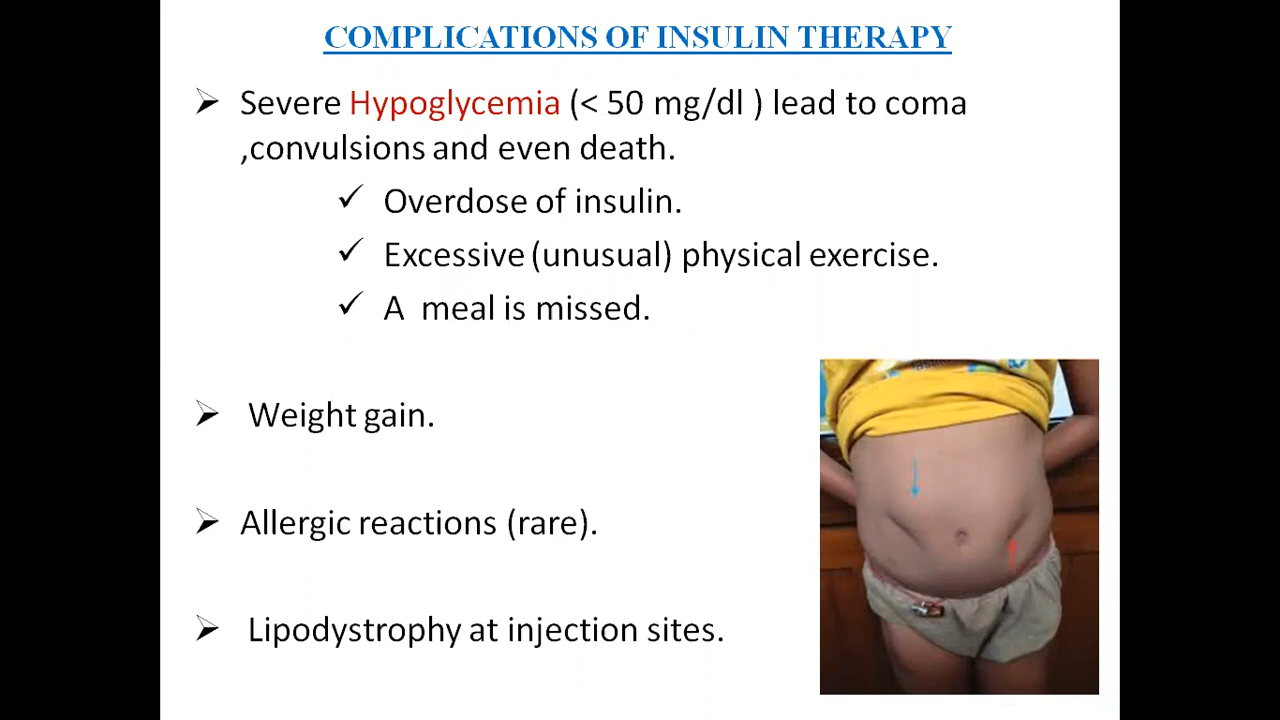 COMPLICATIONS OF INSULIN THERAPY
Severe Hypoglycemia (< 50 mg/dl ) lead to coma
,convulsions and even death.
Overdose of insulin.
Excessive (unusual) physical exercise.
A meal is missed.
Weight gain.
Allergic reactions (rare).
Lipodystrophy at injection sites.